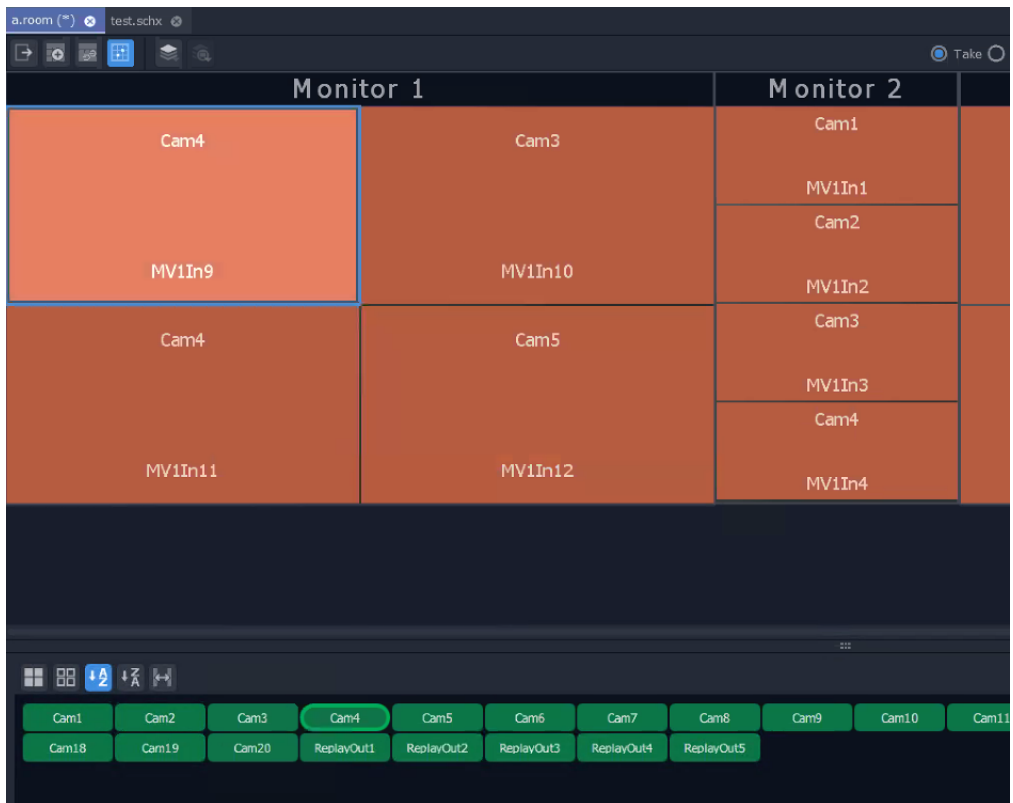 a.room (*)
test.schx
Take
Monitor 1
Monitor 2
Cam4
MV1In9
Cam3
MV1In10
Cam4
MV1In11
Cam5
MV1In12
Cam1
MV1In1
Cam2
MV1In2
Cam3
MV1In3
Cam4
MV1In4
Cam1 Cam2 Cam3 Cam4 Cam5 Cam6 Cam7 Cam8 Cam9 Cam10 Cam11
Cam18 Cam19 Cam20 ReplayOut1 ReplayOut2 ReplayOut3 ReplayOut4 ReplayOut5